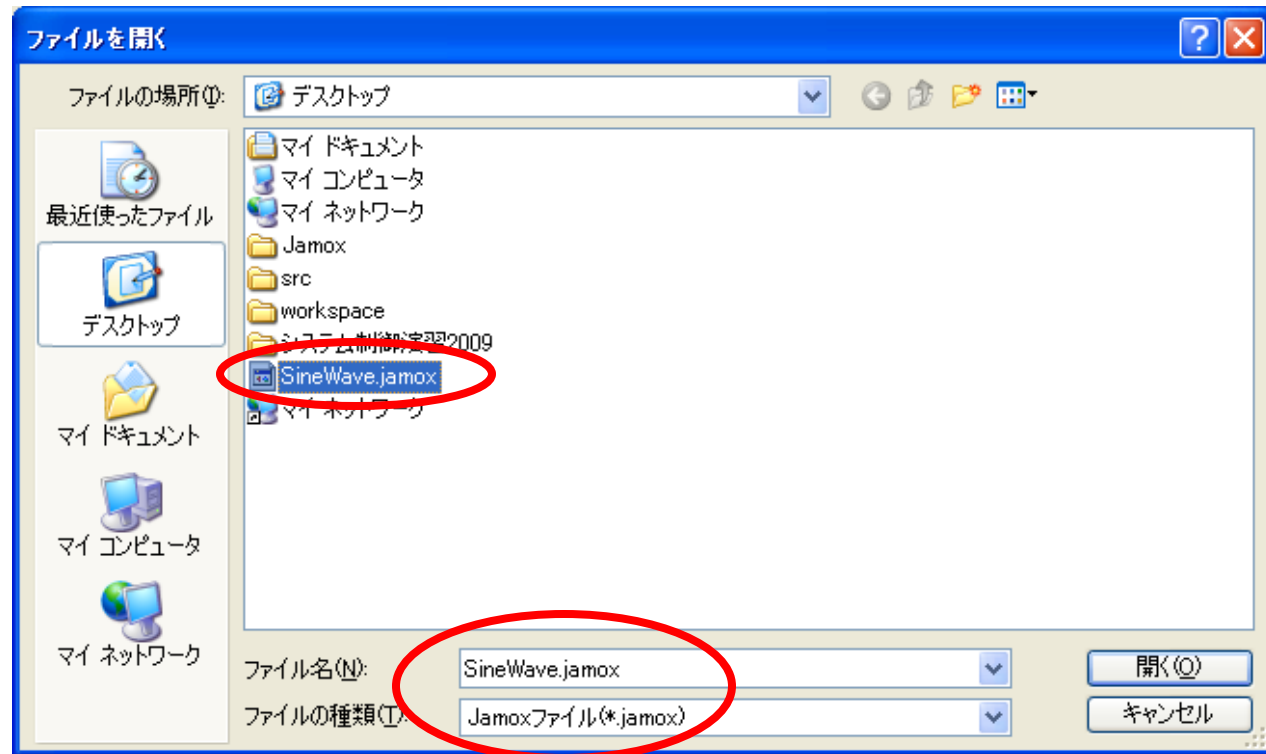 ファイルを開く
ファイルの場所(I):
デスクトップ
最近使ったファイル
デスクトップ
マイ ドキュメント
マイ コンピュータ
マイ ネットワーク
マイ ドキュメント
マイ コンピュータ
マイ ネットワーク
Jamox
src
workspace
システム制御演習2009
SineWave.jamox
マイ ネットワーク
ファイル名(N):
SineWave.jamox
開く(O)
ファイルの種類(T):
Jamoxファイル(*.jamox)
キャンセル